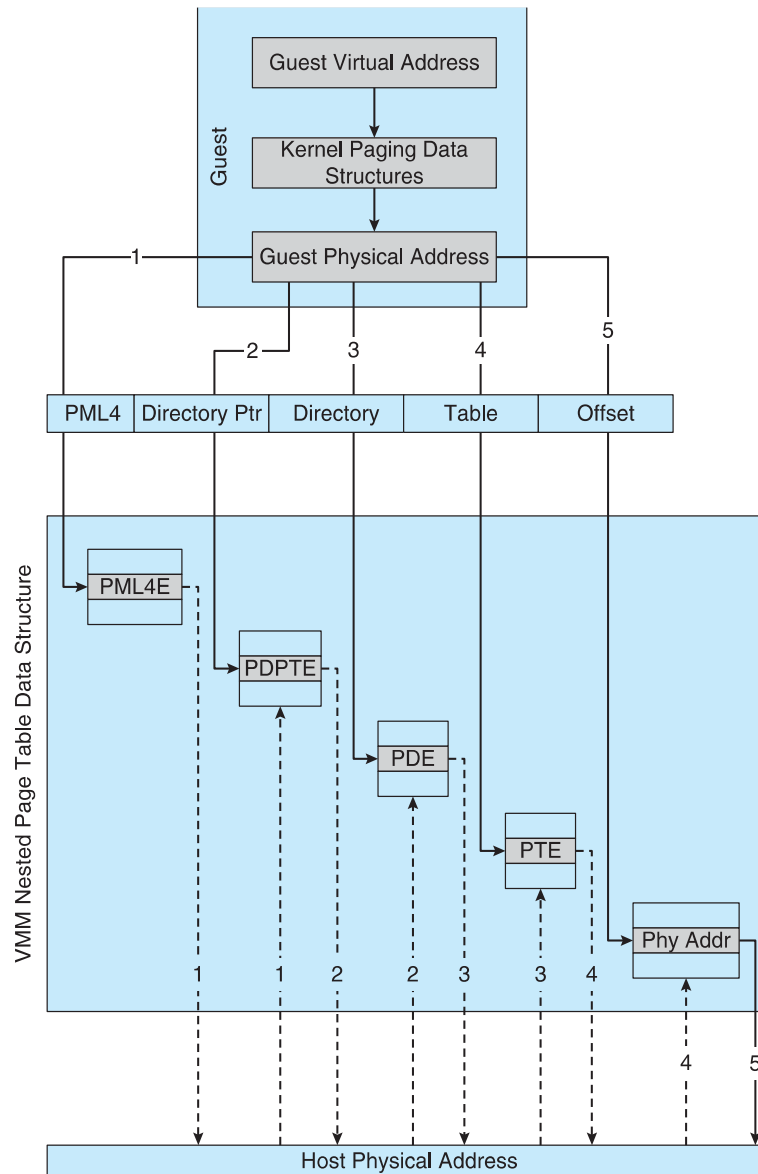 Guest Virtual Address
Guest
Kernel Paging Data
Structures
Guest Physical Address
1
2
3
4
5
PML4
Directory Ptr
Directory
Table
Offset
VMM Nested Page Table Data Structure
PML4E
PDPTE
PDE
PTE
Phy Addr
1
1
2
2
3
3
4
4
5
Host Physical Address